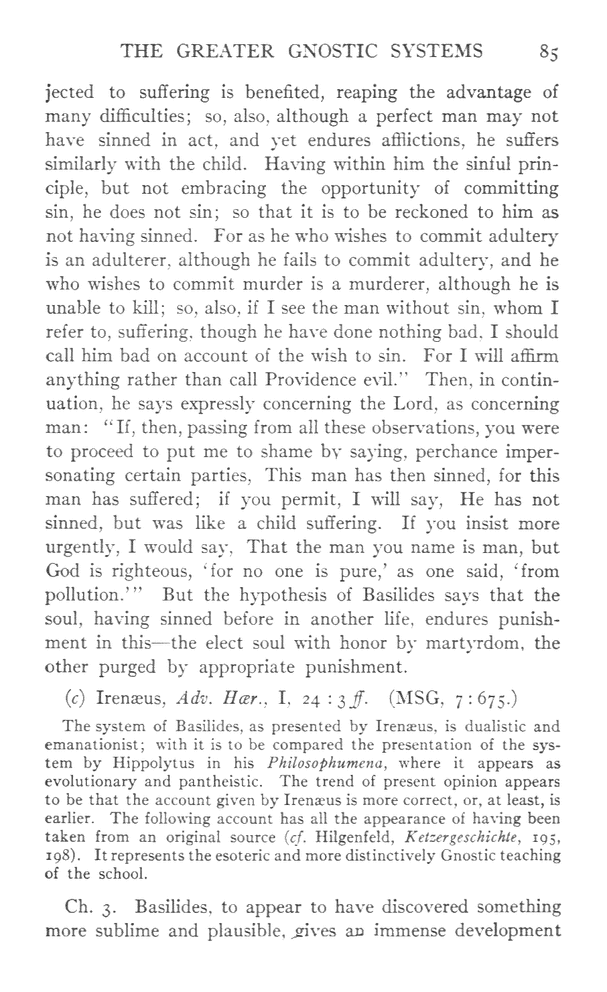 THE GREATER GNOSTIC SYSTEMS 85
jected to suffering is benefited, reaping the advantage of
many difficulties; so, also, although a perfect man may not
have sinned in act, and yet endures afflictions, he suffers
similarly with the child. Having within him the sinful prin-
ciple, but not embracing the opportunity of committing
sin, he does not sin; so that it is to be reckoned to him as
not having sinned. For as he who wishes to commit adultery
is an adulterer, although he fails to commit adultery, and he
who wishes to commit murder is a murderer, although he is
unable to kill; so, also, if I see the man without sin, whom I
refer to, suffering, though he have done nothing bad, I should
call him bad on account of the wish to sin. For I will affirm
anything rather than call Providence evil.” Then, in contin-
uation, he says expressly concerning the Lord, as concerning
man: “If, then, passing from all these observations, you were
to proceed to put me to shame by saying, perchance imper-
sonating certain parties, This man has then sinned, for this
man has suffered; if you permit, I will say, He has not
sinned, but was like a child suffering. If you insist more
urgently, I would say, That the man you name is man, but
God is righteous, ‘for no one is pure,’ as one said, ‘from
pollution.’” But the hypothesis of Basilides says that the
soul, having sinned before in another life, endures punish-
ment in this—the elect soul with honor by martyrdom, the
other purged by appropriate punishment.
(c) Irenæus, Adv. Hær., I, 24 : 3 ff. (MSG, 7 : 675.)
The system of Basilides, as presented by Irenæus, is dualistic and
emanationist; with it is to be compared the presentation of the sys-
tem by Hippolytus in his Philosophumena, where it appears as
evolutionary and pantheistic. The trend of present opinion appears
to be that the account given by Irenæus is more correct, or, at least, is
earlier. The following account has all the appearance of having been
taken from an original source (cf. Hilgenfeld, Ketzergeschichte, 195,
198). It represents the esoteric and more distinctively Gnostic teaching
of the school.
Ch. 3. Basilides, to appear to have discovered something
more sublime and plausible, gives an immense development